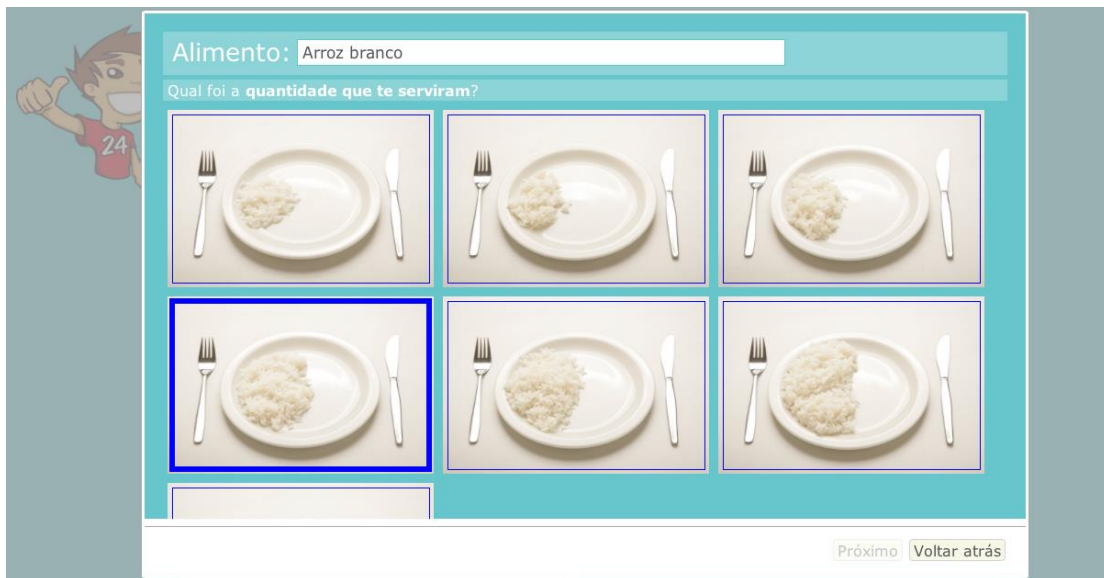 Alimento: Arroz branco
Qual foi a quantidade que te serviram?
24
Próximo Voltar atrás